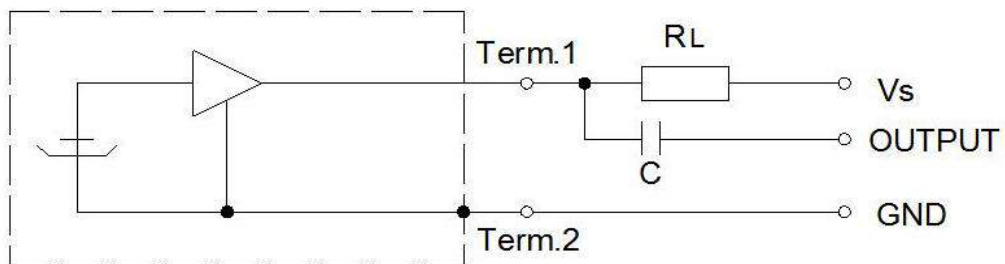 Term.1
RL
Vs
OUTPUT
C
GND
Term.2